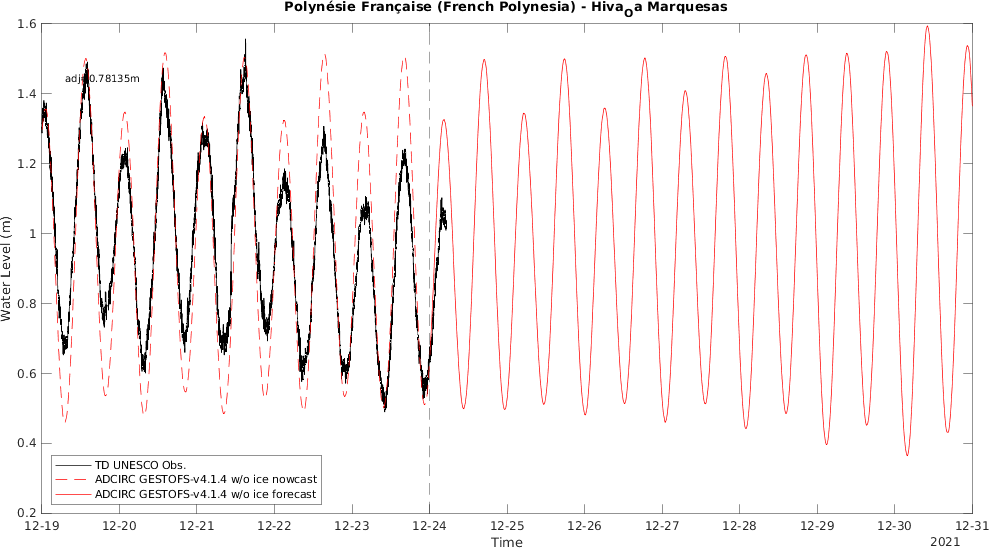 Polynésie Française (French Polynesia) - HivaOa Marquesas
1.6
1.4
1.2
1
0.8
0.6
0.4
0.2
Water Level (m)
adj: 0.78135m
TD UNESCO Obs.
ADCIRC GESTOFS-v4.1.4 w/o ice nowcast
ADCIRC GESTOFS-v4.1.4 w/o ice forecast
12-19 12-20 12-21 12-22 12-23 12-24 12-25 12-26 12-27 12-28 12-29 12-30 12-31
Time
2021